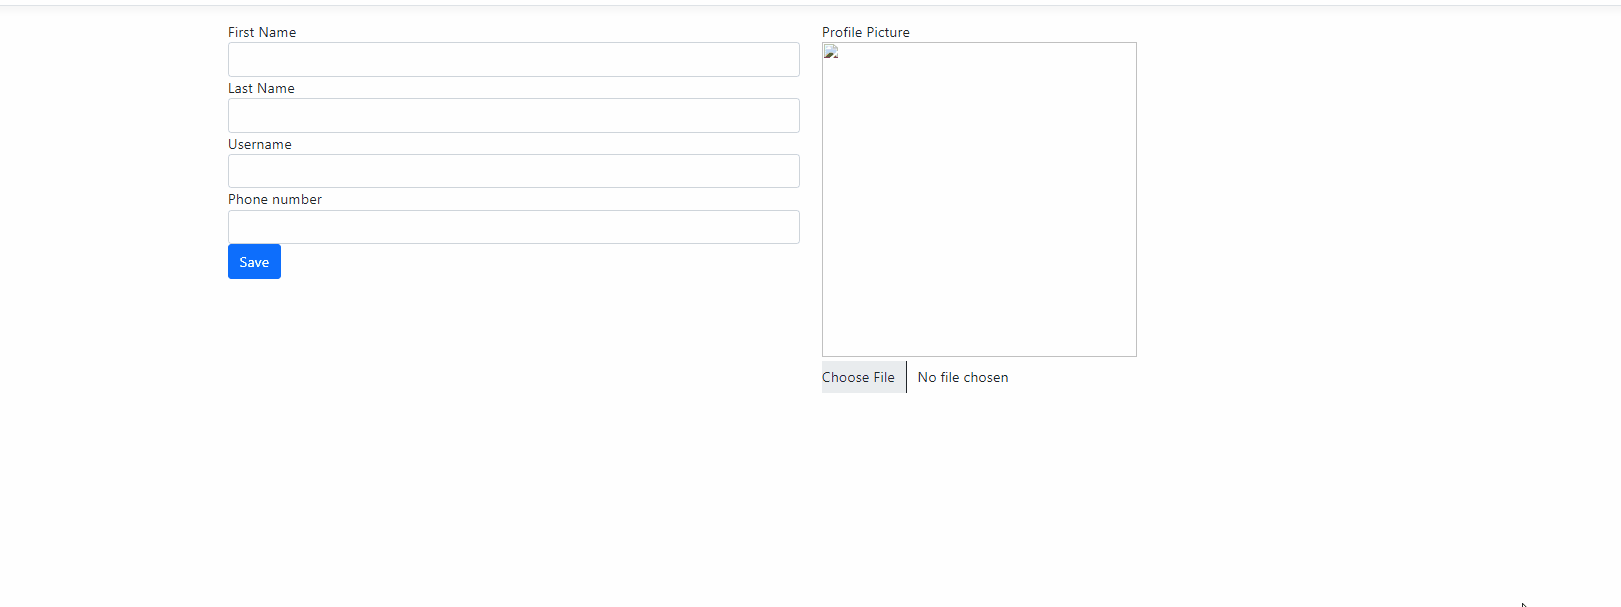 First Name
Last Name
Username
Phone number
Save
Profile Picture
Choose File
No file chosen